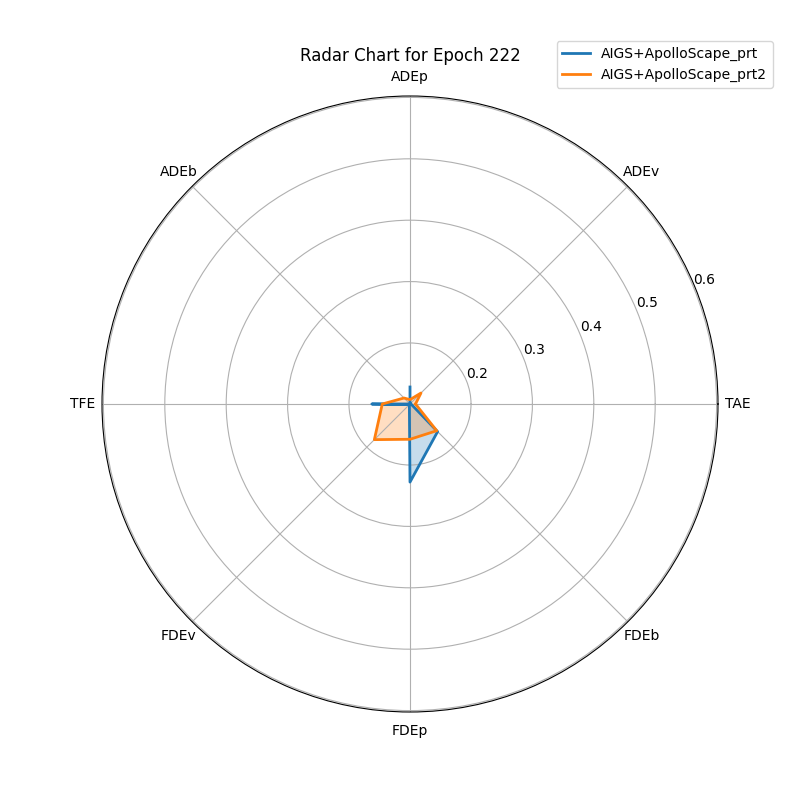 AIGS+ApolloScape_prt
AIGS+ApolloScape_prt2
Radar Chart for Epoch 222
ADEp
ADEb
ADEv
0.6
0.5
0.4
0.3
0.2
TFE
TAE
FDEv
FDEb
FDEp